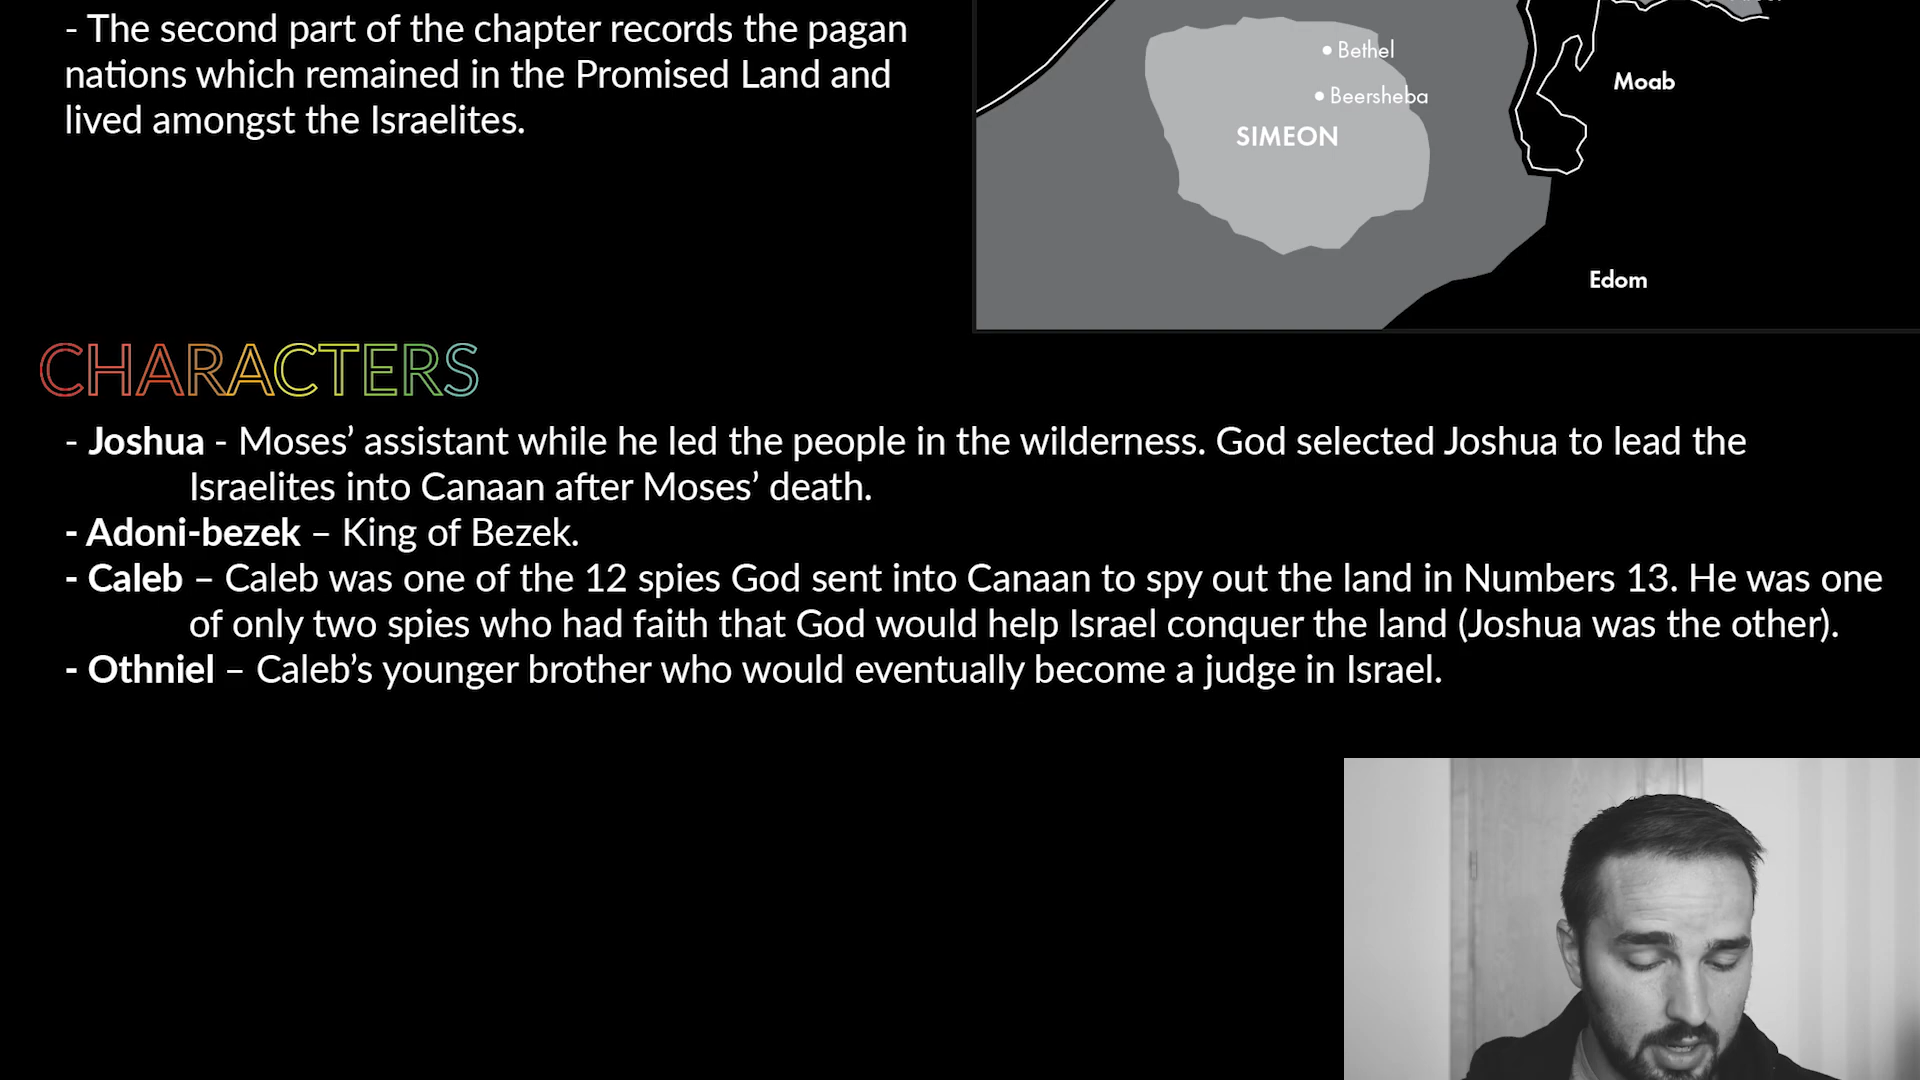 - The second part of the chapter records the pagan
nations which remained in the Promised Land and
lived amongst the Israelites.
Bethel
Beersheba
SIMEON
Moab
Edom
CHARACTERS
- Joshua - Moses’ assistant while he led the people in the wilderness. God selected Joshua to lead the
Israelites into Canaan after Moses’ death.
- Adoni-bezek – King of Bezek.
- Caleb – Caleb was one of the 12 spies God sent into Canaan to spy out the land in Numbers 13. He was one
of only two spies who had faith that God would help Israel conquer the land (Joshua was the other).
- Othniel – Caleb’s younger brother who would eventually become a judge in Israel.